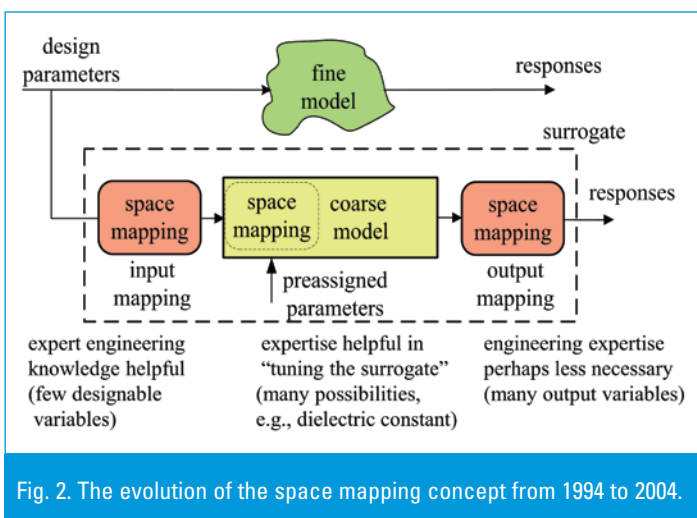 design
parameters
fine
model
responses
surrogate
space
mapping
space
mapping
coarse
model
space
mapping
responses
input
mapping
preassigned
parameters
output
mapping
expert engineering
knowledge helpful
(few designable
variables)
expertise helpful in
“tuning the surrogate”
(many possibilities,
e.g., dielectric constant)
engineering expertise
perhaps less necessary
(many output variables)
Fig. 2. The evolution of the space mapping concept from 1994 to 2004.